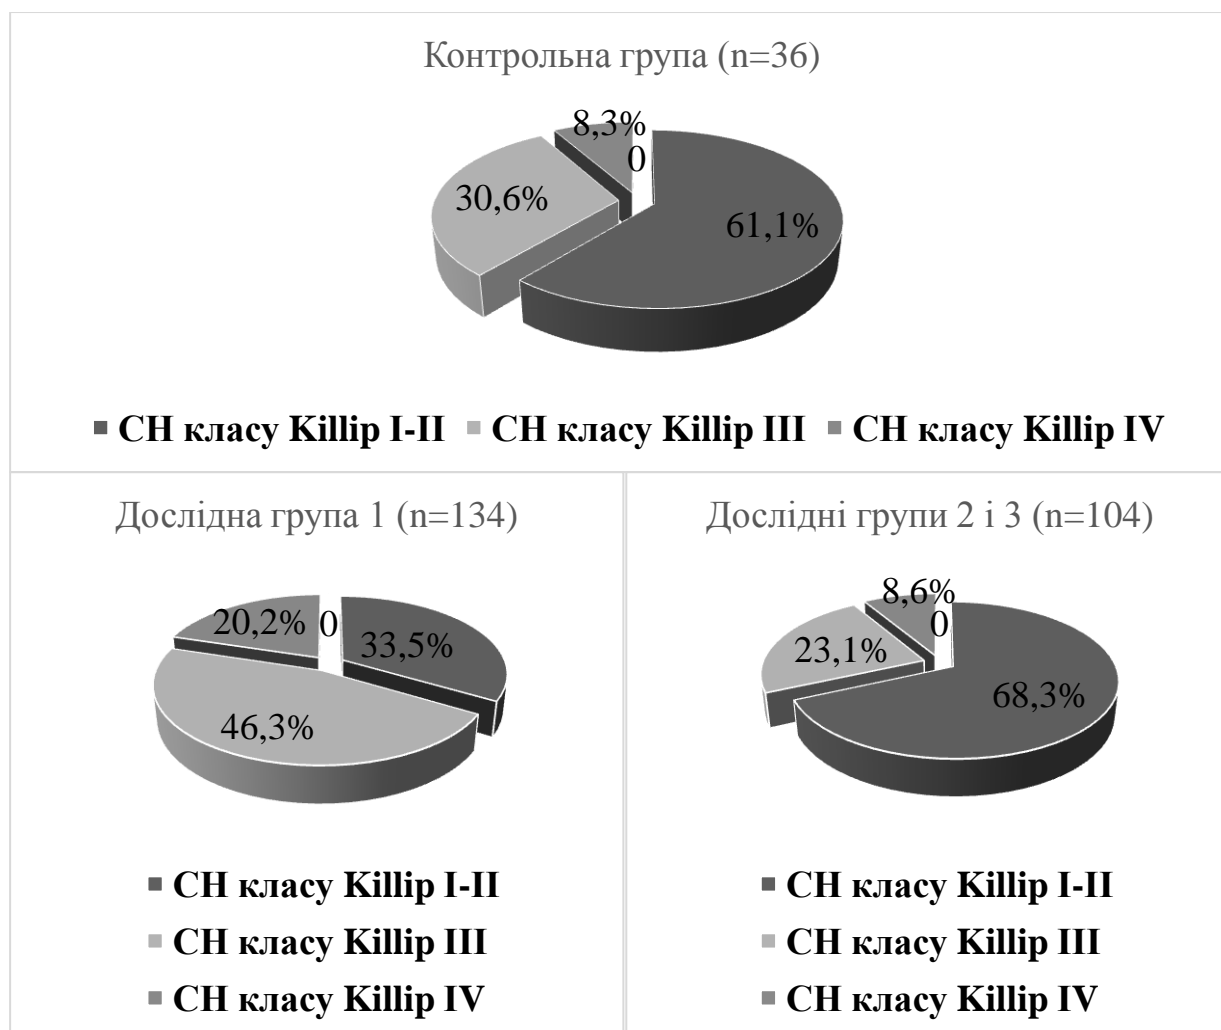 Контрольна група (n=36)
8,3%
0
30,6%
61,1%
СН класу Killip I-II СН класу Killip III СН класу Killip IV
Дослідна група 1 (n=134)
20,2%
0
33,5%
46,3%
СН класу Killip I-II
СН класу Killip III
СН класу Killip IV
Дослідні групи 2 і 3 (n=104)
8,6%
0
23,1%
68,3%
СН класу Killip I-II
СН класу Killip III
СН класу Killip IV